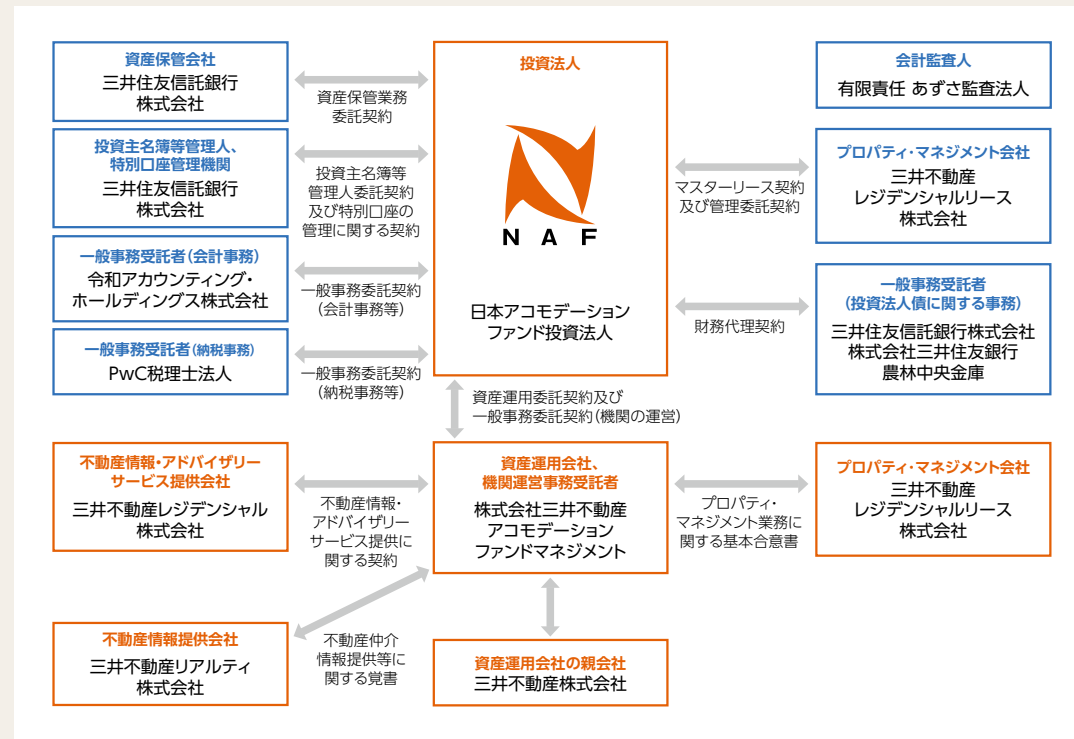 資産保管会社
三井住友信託銀行
株式会社
資産保管業務
委託契約
投資主名簿等管理人、
特別口座管理機関
三井住友信託銀行
株式会社
投資主名簿等
管理人委託契約
及び特別口座の
管理に関する契約
一般事務受託者(会計事務)
令和アカウンティング・
ホールディングス株式会社
一般事務委託契約
(会計事務等)
一般事務受託者(納税事務)
PwC税理士法人
一般事務委託契約
(納税事務等)
投資法人
NAF
日本アコモデーション
ファンド投資法人
会計監査人
有限責任 あずさ監査法人
マスターリース契約
及び管理委託契約
プロパティ・マネジメント会社
三井不動産
レジデンシャルリース
株式会社
財務代理契約
一般事務受託者
(投資法人債に関する事務)
三井住友信託銀行株式会社
株式会社三井住友銀行
農林中央金庫
資産運用委託契約及び
一般事務委託契約(機関の運営)
不動産情報・アドバイザリー
サービス提供会社
三井不動産レジデンシャル
株式会社
不動産情報・
アドバイザリー
サービス提供に
関する契約
資産運用会社、
機関運営事務受託者
株式会社三井不動産
アコモデーション
ファンドマネジメント
プロパティ・
マネジメント業務に
関する基本合意書
プロパティ・マネジメント会社
三井不動産
レジデンシャルリース
株式会社
不動産情報提供会社
三井不動産リアルティ
株式会社
不動産仲介
情報提供等に
関する覚書
資産運用会社の親会社
三井不動産株式会社